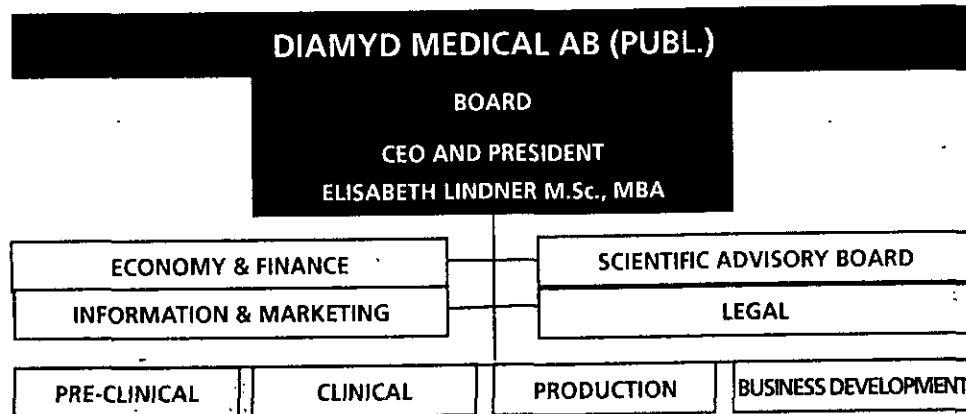 DIAMYD MEDICAL AB (PUBL.)
BOARD
CEO AND PRESIDENT
ELISABETH LINDNER M.Sc., MBA
ECONOMY & FINANCE
SCIENTIFIC ADVISORY BOARD
INFORMATION & MARKETING
LEGAL
PRE-CLINICAL
CLINICAL
PRODUCTION
BUSINESS DEVELOPMENT